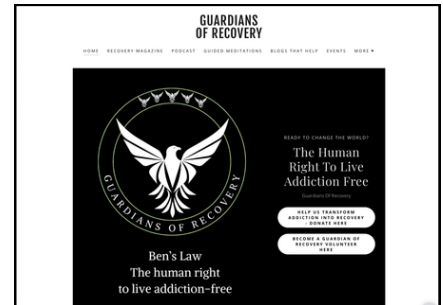 GUARDIANS
OF RECOVERY
HOME RECOVERY MAGAZINE PODCAST GUIDED MEDITATIONS BLOGS THAT HELP EVENTS MORE
GUARDIANS OF RECOVERY
Ben's Law
The human right
to live addiction-free
READY TO CHANGE THE WORLD?
The Human
Right To Live
Addiction Free
Guardians Of Recovery
HELP US TRANSFORM
ADDICTION INTO RECOVERY
- DONATE HERE
BECOME A GUARDIAN OF
RECOVERY VOLUNTEER
HERE